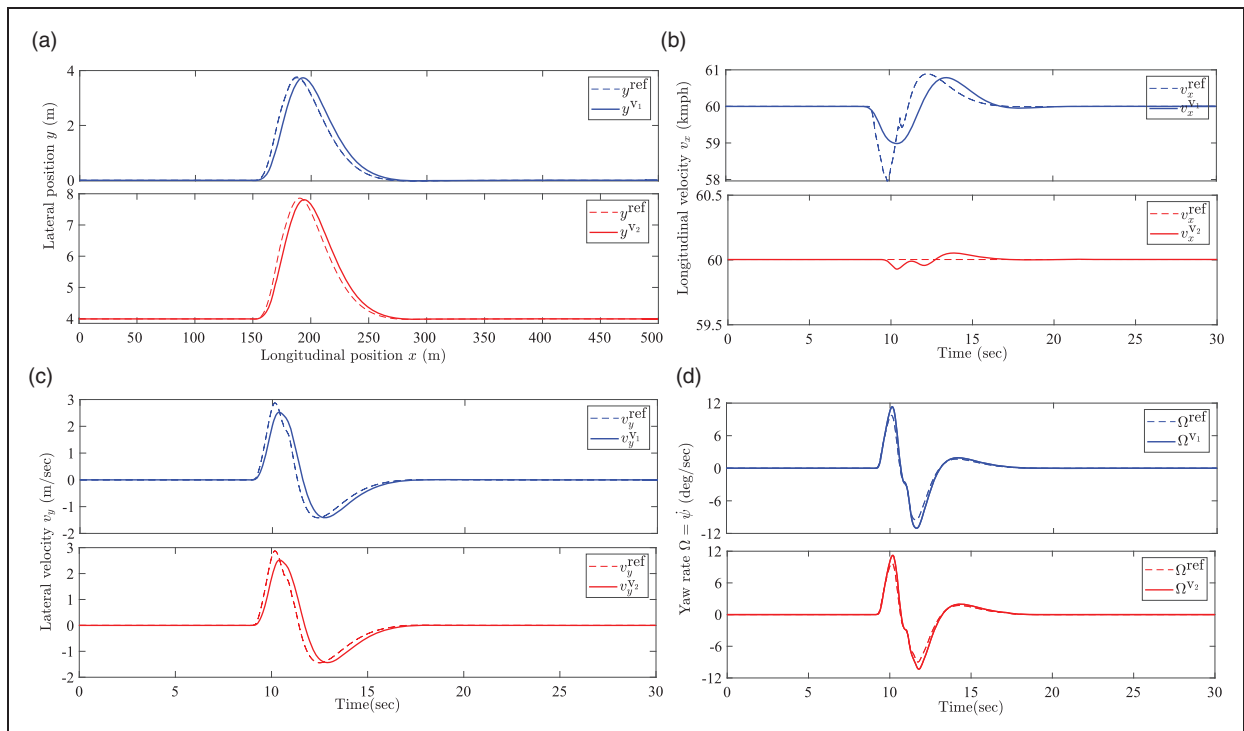 (a)
4
2
0
y^ref
y^v₁
Lateral position y (m)
8
7
6
5
4
y^ref
y^v₂
0 50 100 150 200 250 300 350 400 450 500
Longitudinal position x (m)
(b)
61
60
59
58
v_x^ref
v_x^v₁
Longitudinal velocity v_x (kmph)
60.5
60
59.5
v_x^ref
v_x^v₂
0 5 10 15 20 25 30
Time (sec)
(c)
3
2
1
0
-1
-2
v_y^ref
v_y^v₁
Lateral velocity v_y (m/sec)
3
2
1
0
-1
-2
v_y^ref
v_y^v₂
0 5 10 15 20 25 30
Time(sec)
(d)
12
6
0
-6
-12
Ω^ref
Ω^v₁
Yaw rate Ω = ψ̇ (deg/sec)
12
6
0
-6
-12
Ω^ref
Ω^v₂
0 5 10 15 20 25 30
Time(sec)